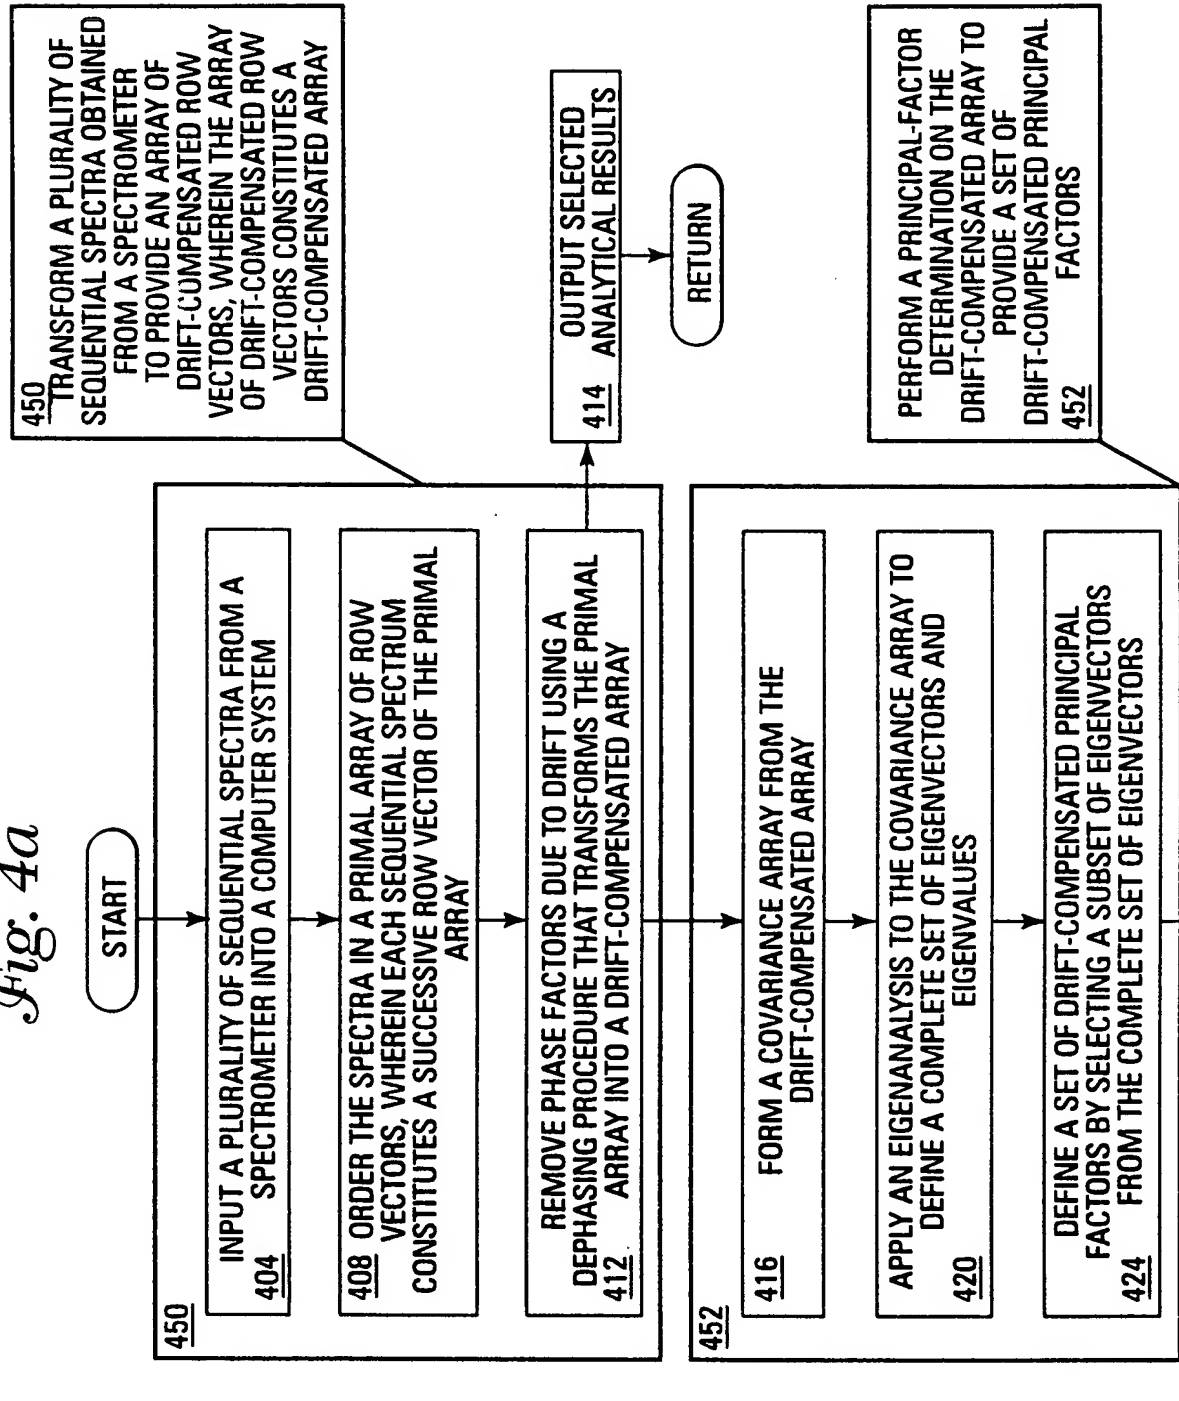 Fig. 4a
START
450
INPUT A PLURALITY OF SEQUENTIAL SPECTRA FROM A
SPECTROMETER INTO A COMPUTER SYSTEM
404
408 ORDER THE SPECTRA IN A PRIMAL ARRAY OF ROW
VECTORS, WHEREIN EACH SEQUENTIAL SPECTRUM
CONSTITUTES A SUCCESSIVE ROW VECTOR OF THE PRIMAL
ARRAY
REMOVE PHASE FACTORS DUE TO DRIFT USING A
DEPHASING PROCEDURE THAT TRANSFORMS THE PRIMAL
ARRAY INTO A DRIFT-COMPENSATED ARRAY
412
450
TRANSFORM A PLURALITY OF
SEQUENTIAL SPECTRA OBTAINED
FROM A SPECTROMETER
TO PROVIDE AN ARRAY OF
DRIFT-COMPENSATED ROW
VECTORS, WHEREIN THE ARRAY
OF DRIFT-COMPENSATED ROW
VECTORS CONSTITUTES A
DRIFT-COMPENSATED ARRAY
OUTPUT SELECTED
ANALYTICAL RESULTS
414
RETURN
452
FORM A COVARIANCE ARRAY FROM THE
DRIFT-COMPENSATED ARRAY
416
APPLY AN EIGENANALYSIS TO THE COVARIANCE ARRAY TO
DEFINE A COMPLETE SET OF EIGENVECTORS AND
EIGENVALUES
420
DEFINE A SET OF DRIFT-COMPENSATED PRINCIPAL
FACTORS BY SELECTING A SUBSET OF EIGENVECTORS
FROM THE COMPLETE SET OF EIGENVECTORS
424
PERFORM A PRINCIPAL-FACTOR
DETERMINATION ON THE
DRIFT-COMPENSATED ARRAY TO
PROVIDE A SET OF
DRIFT-COMPENSATED PRINCIPAL
FACTORS
452